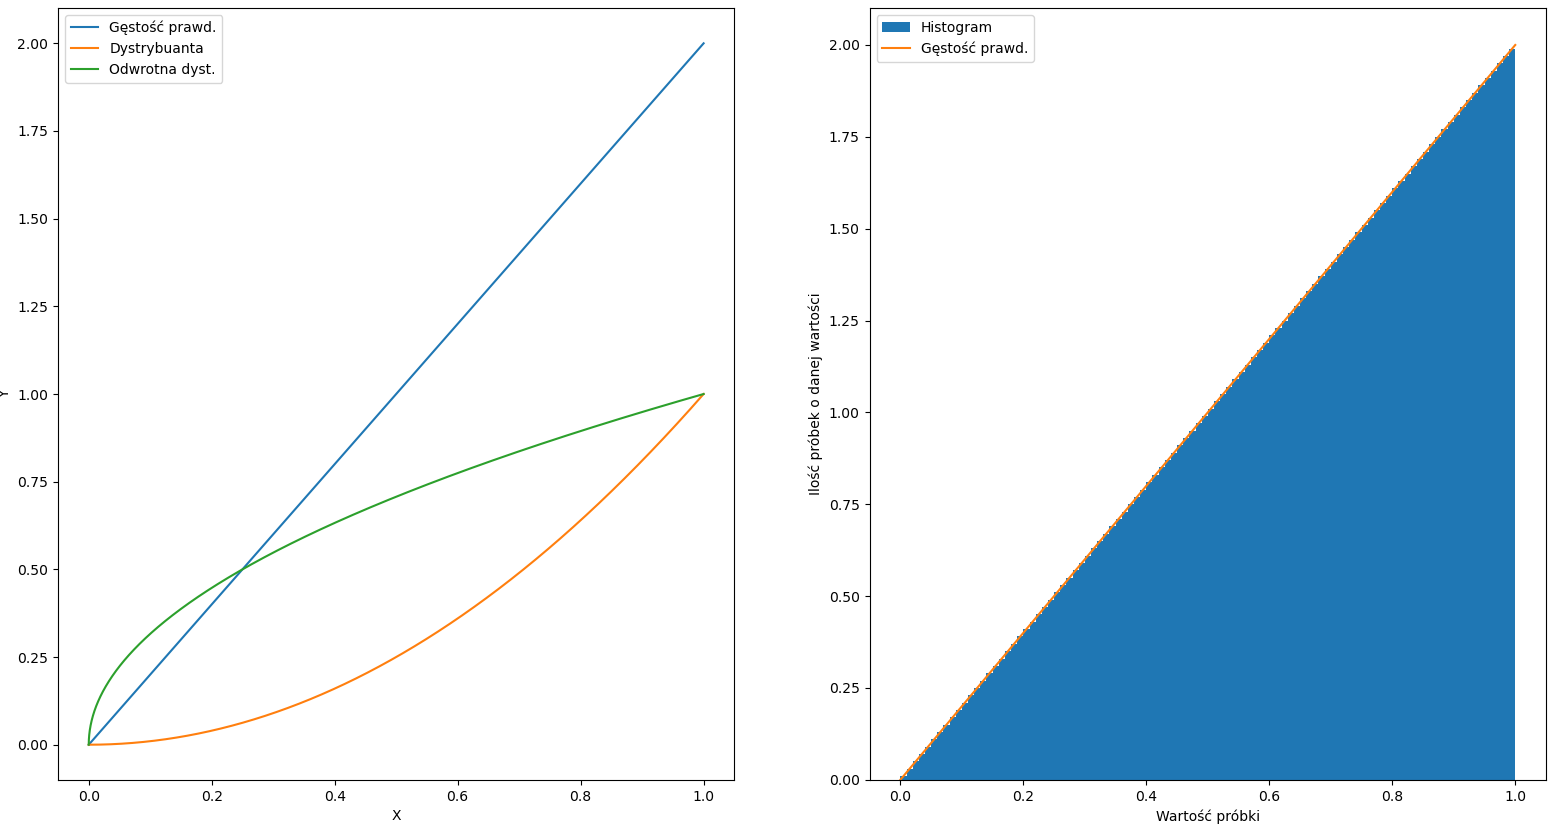 Gęstość prawd.
Dystrybuanta
Odwrotna dyst.
2.00
1.75
1.50
1.25
1.00
0.75
0.50
0.25
0.00
Y
0.0 0.2 0.4 0.6 0.8 1.0
X
Histogram
Gęstość prawd.
2.00
1.75
1.50
1.25
1.00
0.75
0.50
0.25
0.00
Ilość próbek o danej wartości
0.0 0.2 0.4 0.6 0.8 1.0
Wartość próbki